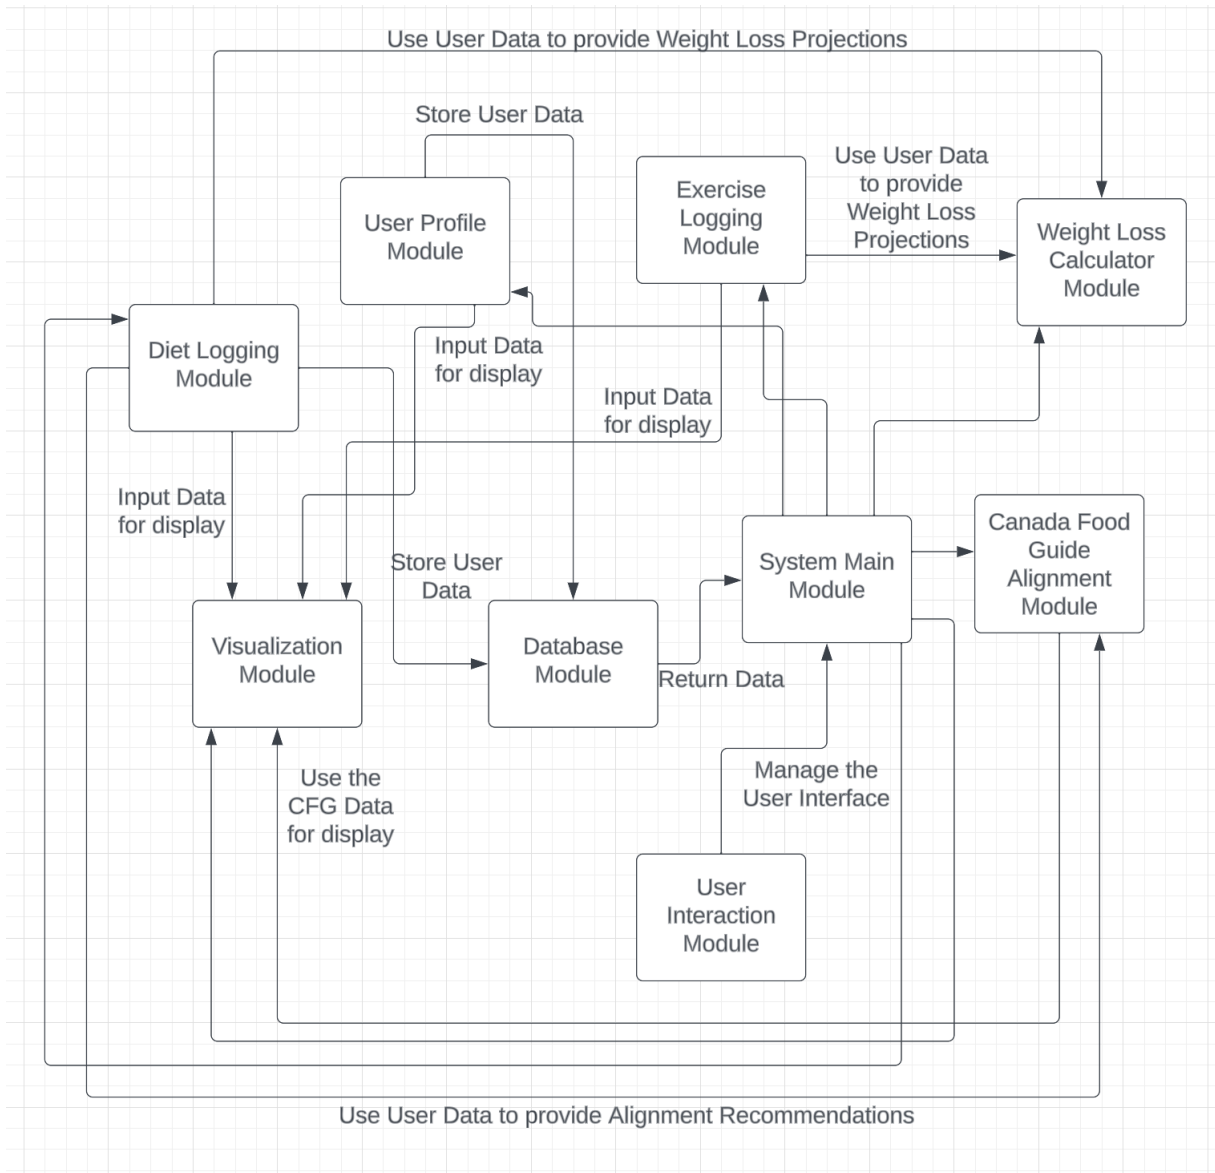 Use User Data to provide Weight Loss Projections
Store User Data
Use User Data
to provide
Weight Loss
Projections
Exercise
Logging
Module
User Profile
Module
Weight Loss
Calculator
Module
Diet Logging
Module
Input Data
for display
Input Data
for display
Input Data
for display
Canada Food
Guide
Alignment
Module
Store User
Data
System Main
Module
Visualization
Module
Database
Module
Return Data
Use the
CFG Data
for display
Manage the
User Interface
User
Interaction
Module
Use User Data to provide Alignment Recommendations